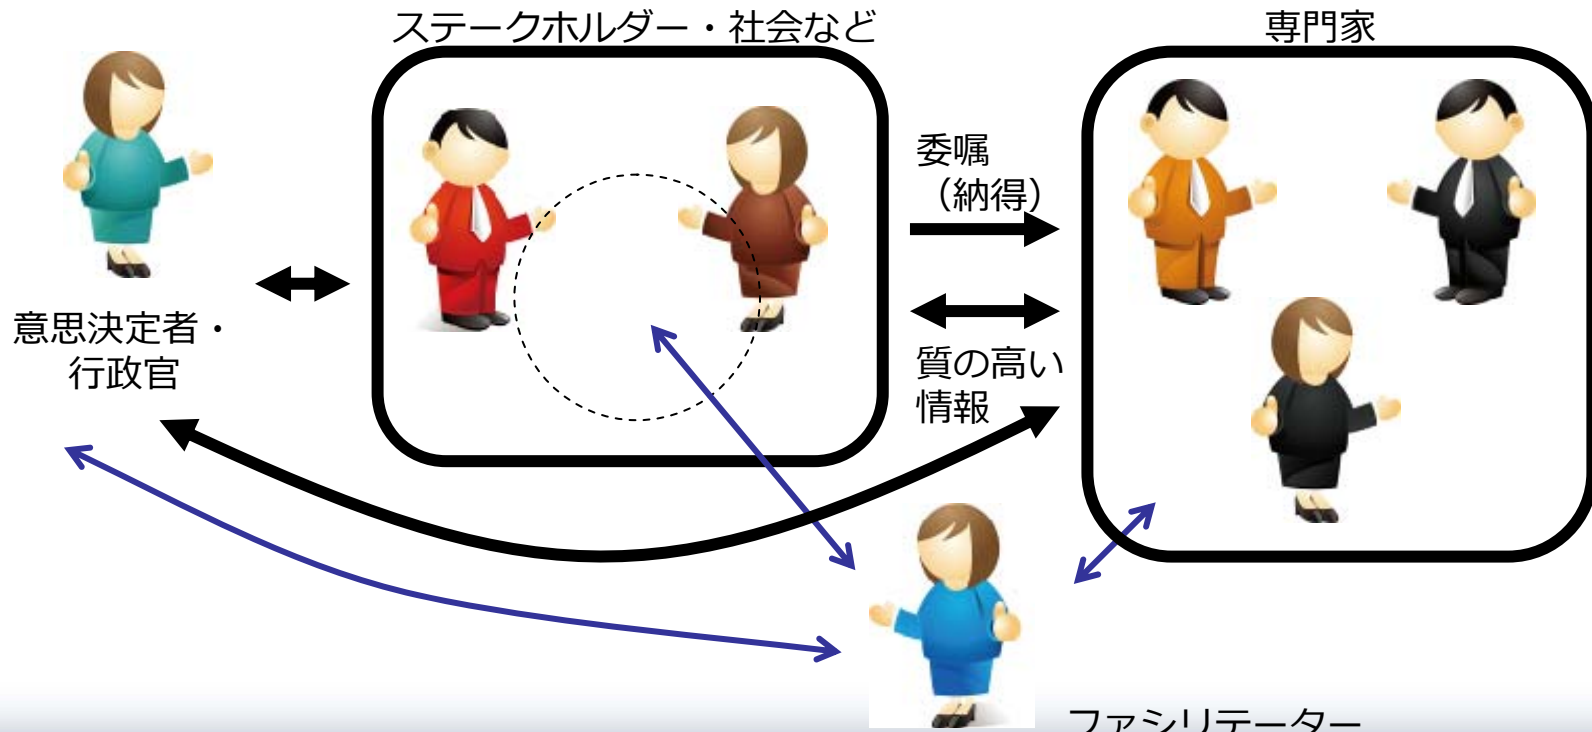 ステークホルダー・社会など
専門家
委嘱
（納得）
意思決定者・
行政官
質の高い
情報
ファシリテーター